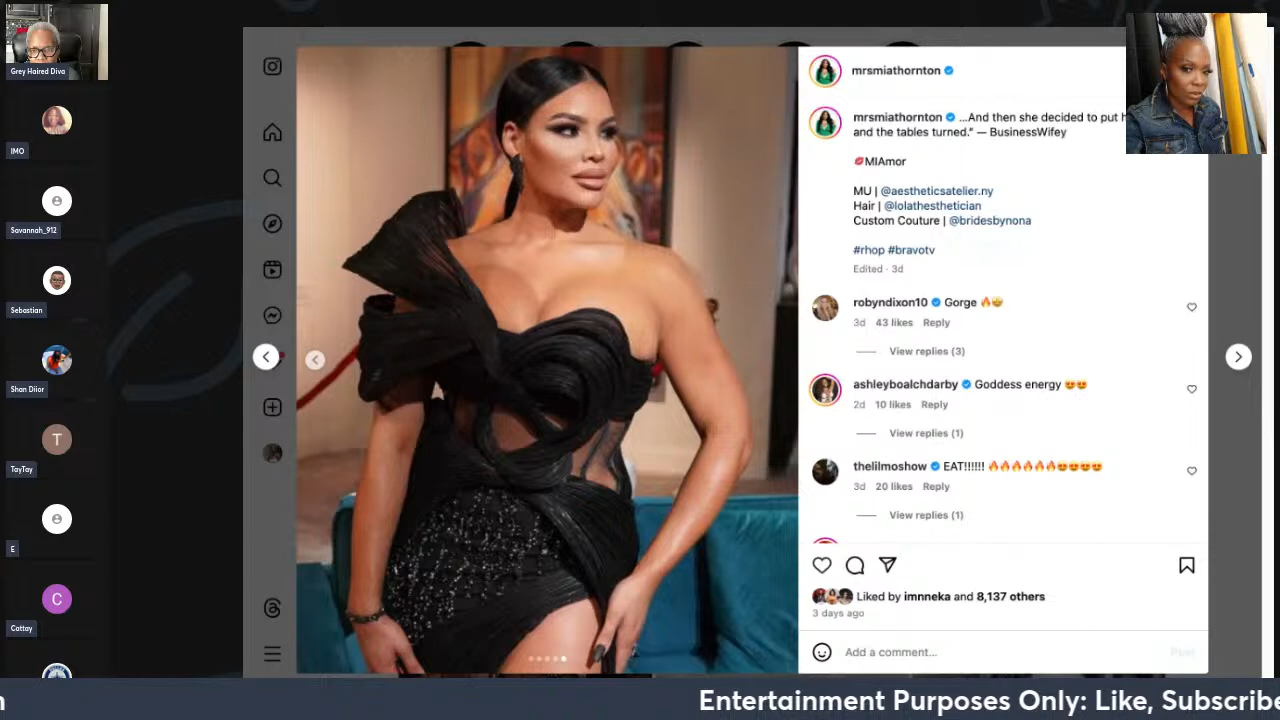 Grey Haired Diva
IMO
Savannah_912
Sebastian
Shan Diior
T
TayTay
E
C
Cattay
mrsmiathornton
mrsmiathornton ...And then she decided to put
and the tables turned.” — BusinessWifey
💋MIAmor
MU | @aestheticsatelier.ny
Hair | @lolathesthetician
Custom Couture | @bridesbynona
#rhop #bravotv
Edited · 3d
robyndixon10 Gorge 🔥🤩
3d 43 likes Reply
View replies (3)
ashleyboalchdarby Goddess energy 😍😍
2d 10 likes Reply
View replies (1)
thelilmoshow EAT!!!!!! 🔥🔥🔥🔥🔥🔥😍😍😍😍
3d 20 likes Reply
View replies (1)
Liked by imnneka and 8,137 others
3 days ago
Add a comment...
Post
n
Entertainment Purposes Only: Like, Subscribe